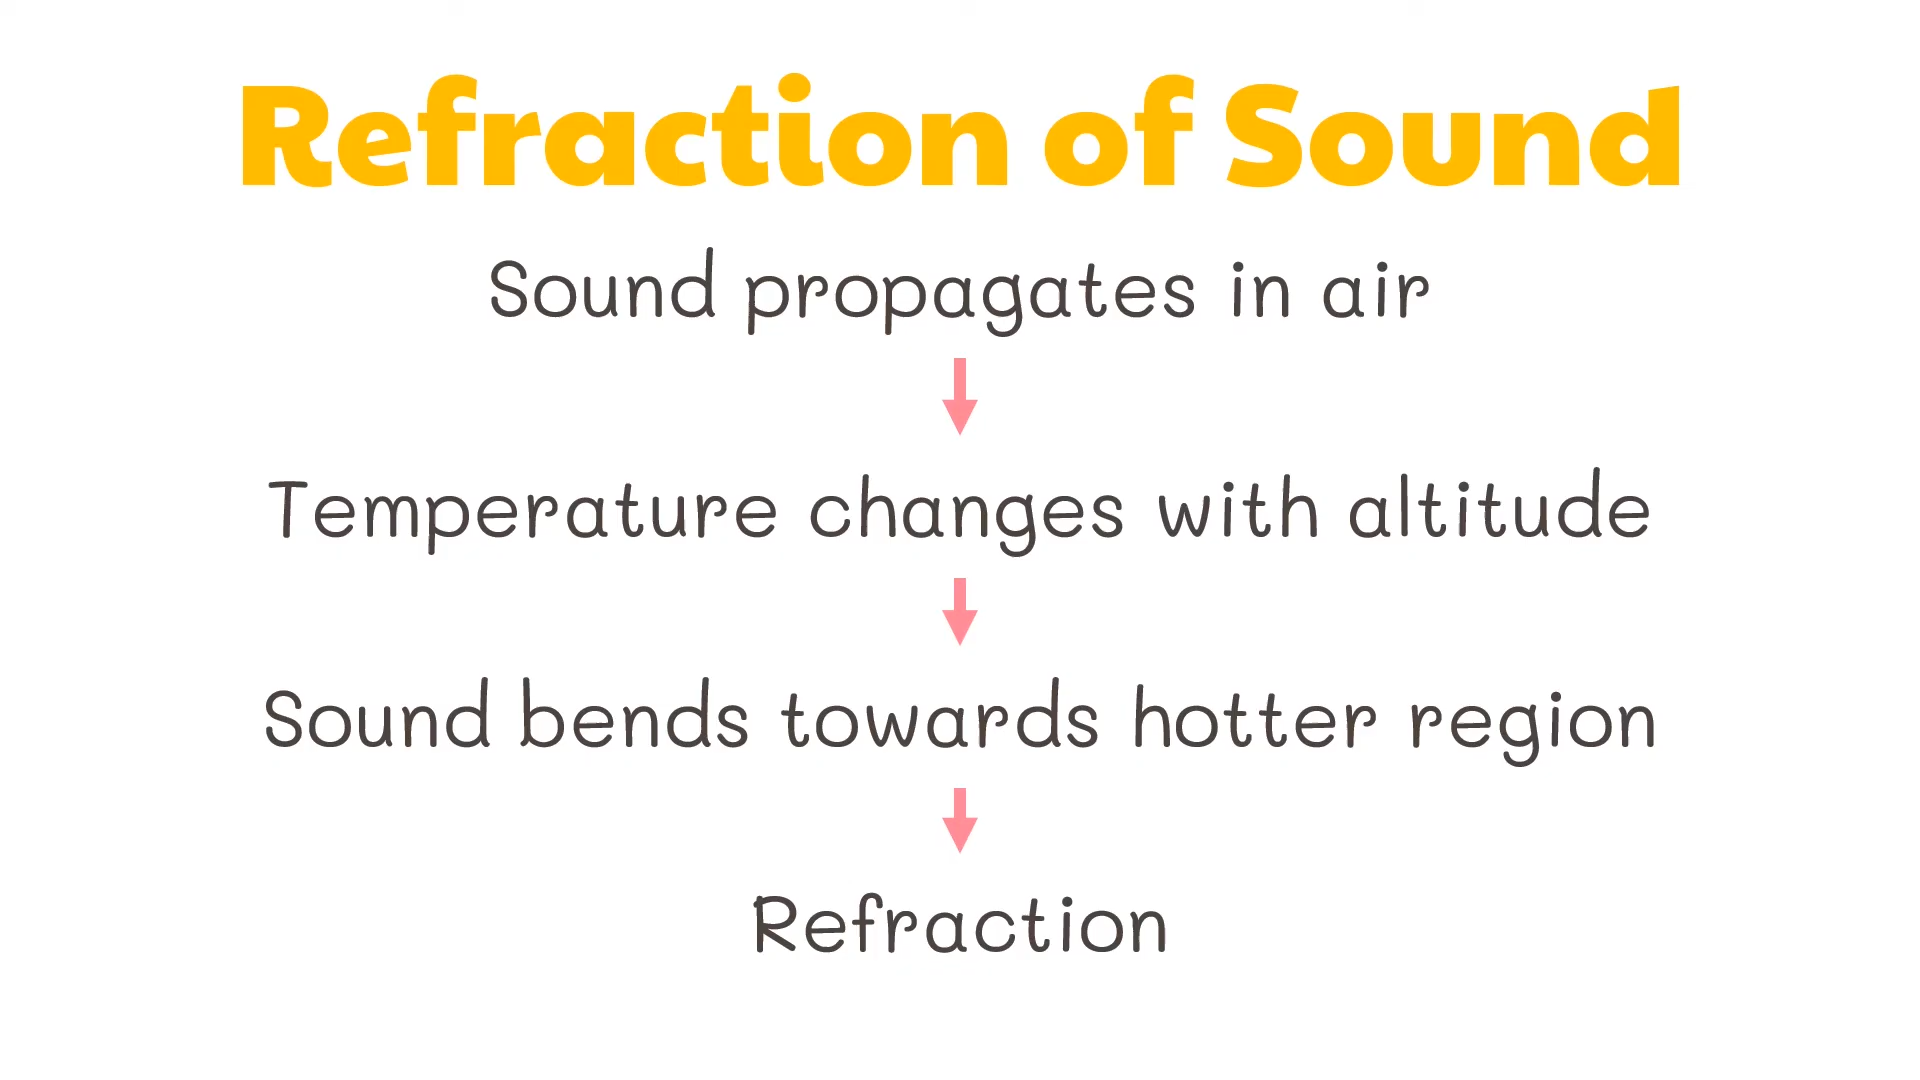 Refraction of Sound
Sound propagates in air
Temperature changes with altitude
Sound bends towards hotter region
Refraction